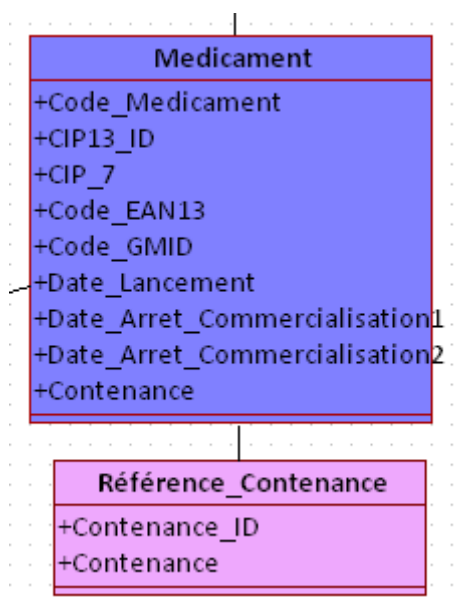 Medicament
+Code_Medicament
+CIP13_ID
+CIP_7
+Code_EAN13
+Code_GMID
+Date_Lancement
+Date_Arret_Commercialisation1
+Date_Arret_Commercialisation2
+Contenance
Référence_Contenance
+Contenance_ID
+Contenance